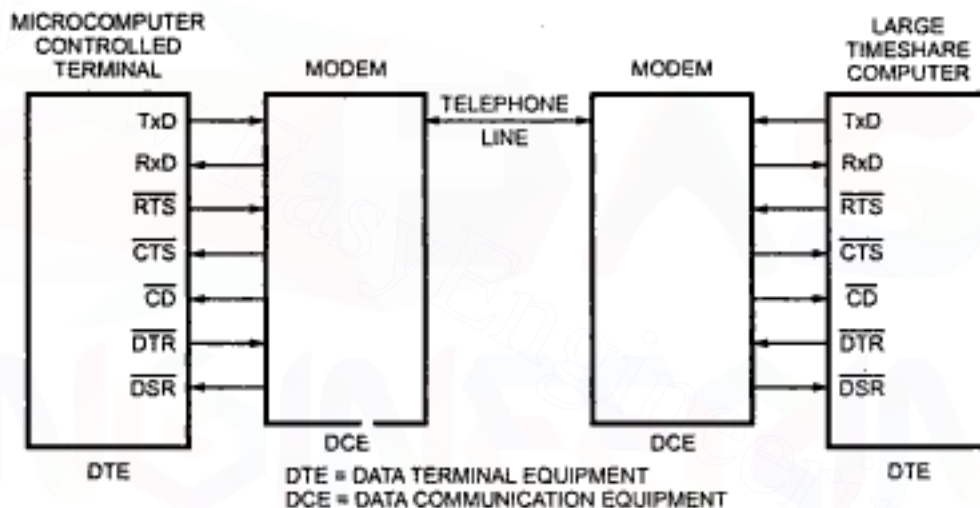 MICROCOMPUTER
CONTROLLED
TERMINAL
MODEM
MODEM
LARGE
TIMESHARE
COMPUTER
TxD
RxD
RTS
CTS
CD
DTR
DSR
TELEPHONE
LINE
TxD
RxD
RTS
CTS
CD
DTR
DSR
DTE
DCE
DCE
DTE
DTE = DATA TERMINAL EQUIPMENT
DCE = DATA COMMUNICATION EQUIPMENT